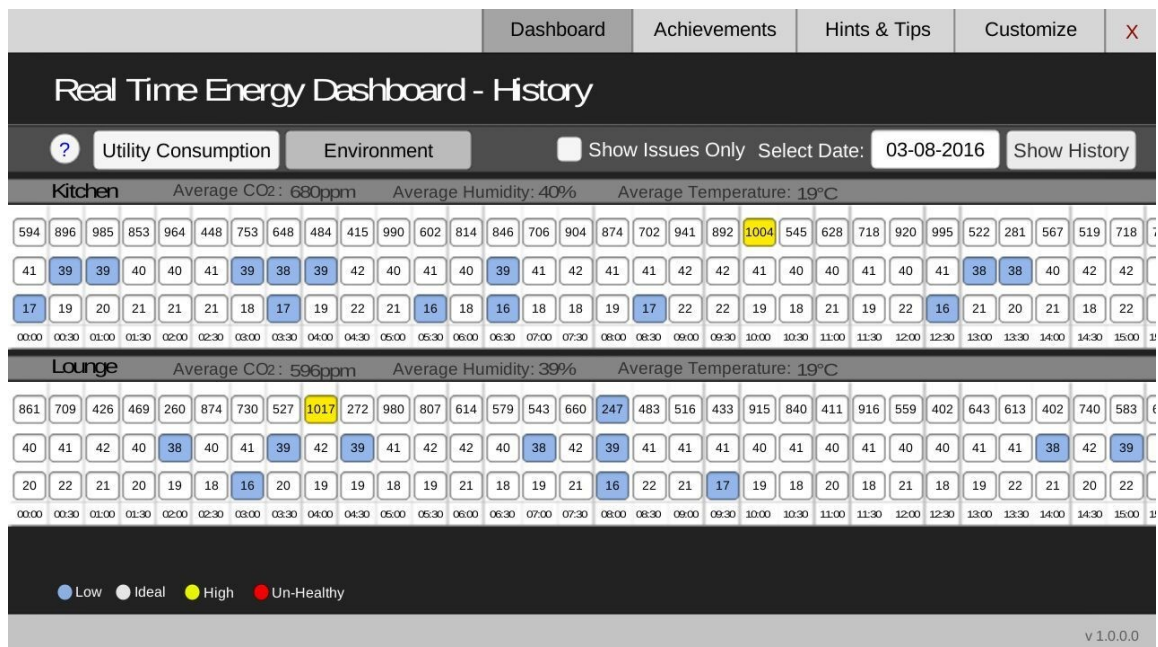 Dashboard Achievements Hints & Tips Customize X
Real Time Energy Dashboard - History
? Utility Consumption Environment Show Issues Only Select Date: 03-08-2016 Show History
Kitchen Average CO2: 680ppm Average Humidity: 40% Average Temperature: 19°C
594 896 985 853 964 448 753 648 484 415 990 602 814 846 706 904 874 702 941 892 1004 545 628 718 920 995 522 281 567 519 718
41 39 39 40 40 41 39 38 39 42 40 41 40 39 41 42 41 41 42 42 41 40 40 41 40 41 38 38 40 42 42
17 19 20 21 21 21 18 17 19 22 21 16 18 16 18 18 19 17 22 22 19 18 21 19 22 16 21 20 21 18 22
00:00 00:30 01:00 01:30 02:00 02:30 03:00 03:30 04:00 04:30 05:00 05:30 06:00 06:30 07:00 07:30 08:00 08:30 09:00 09:30 10:00 10:30 11:00 11:30 12:00 12:30 13:00 13:30 14:00 14:30 15:00
Lounge Average CO2: 596ppm Average Humidity: 39% Average Temperature: 19°C
861 709 426 469 260 874 730 527 1017 272 980 807 614 579 543 660 247 483 516 433 915 840 411 916 559 402 643 613 402 740 583
40 41 42 40 38 40 41 39 42 39 41 42 42 40 38 42 39 41 41 41 40 41 40 41 40 40 41 41 38 42 39
20 22 21 20 19 18 16 20 19 19 18 19 21 18 19 21 16 22 21 17 19 18 20 18 21 18 19 22 21 20 22
00:00 00:30 01:00 01:30 02:00 02:30 03:00 03:30 04:00 04:30 05:00 05:30 06:00 06:30 07:00 07:30 08:00 08:30 09:00 09:30 10:00 10:30 11:00 11:30 12:00 12:30 13:00 13:30 14:00 14:30 15:00
Low Ideal High Un-Healthy
v 1.0.0.0